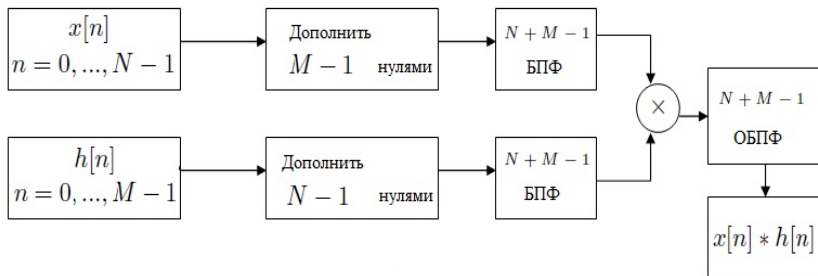 x[n]
n = 0, ..., N − 1
Дополнить
M − 1 нулями
N + M − 1
БПФ
×
N + M − 1
ОБПФ
h[n]
n = 0, ..., M − 1
Дополнить
N − 1 нулями
N + M − 1
БПФ
x[n] ∗ h[n]